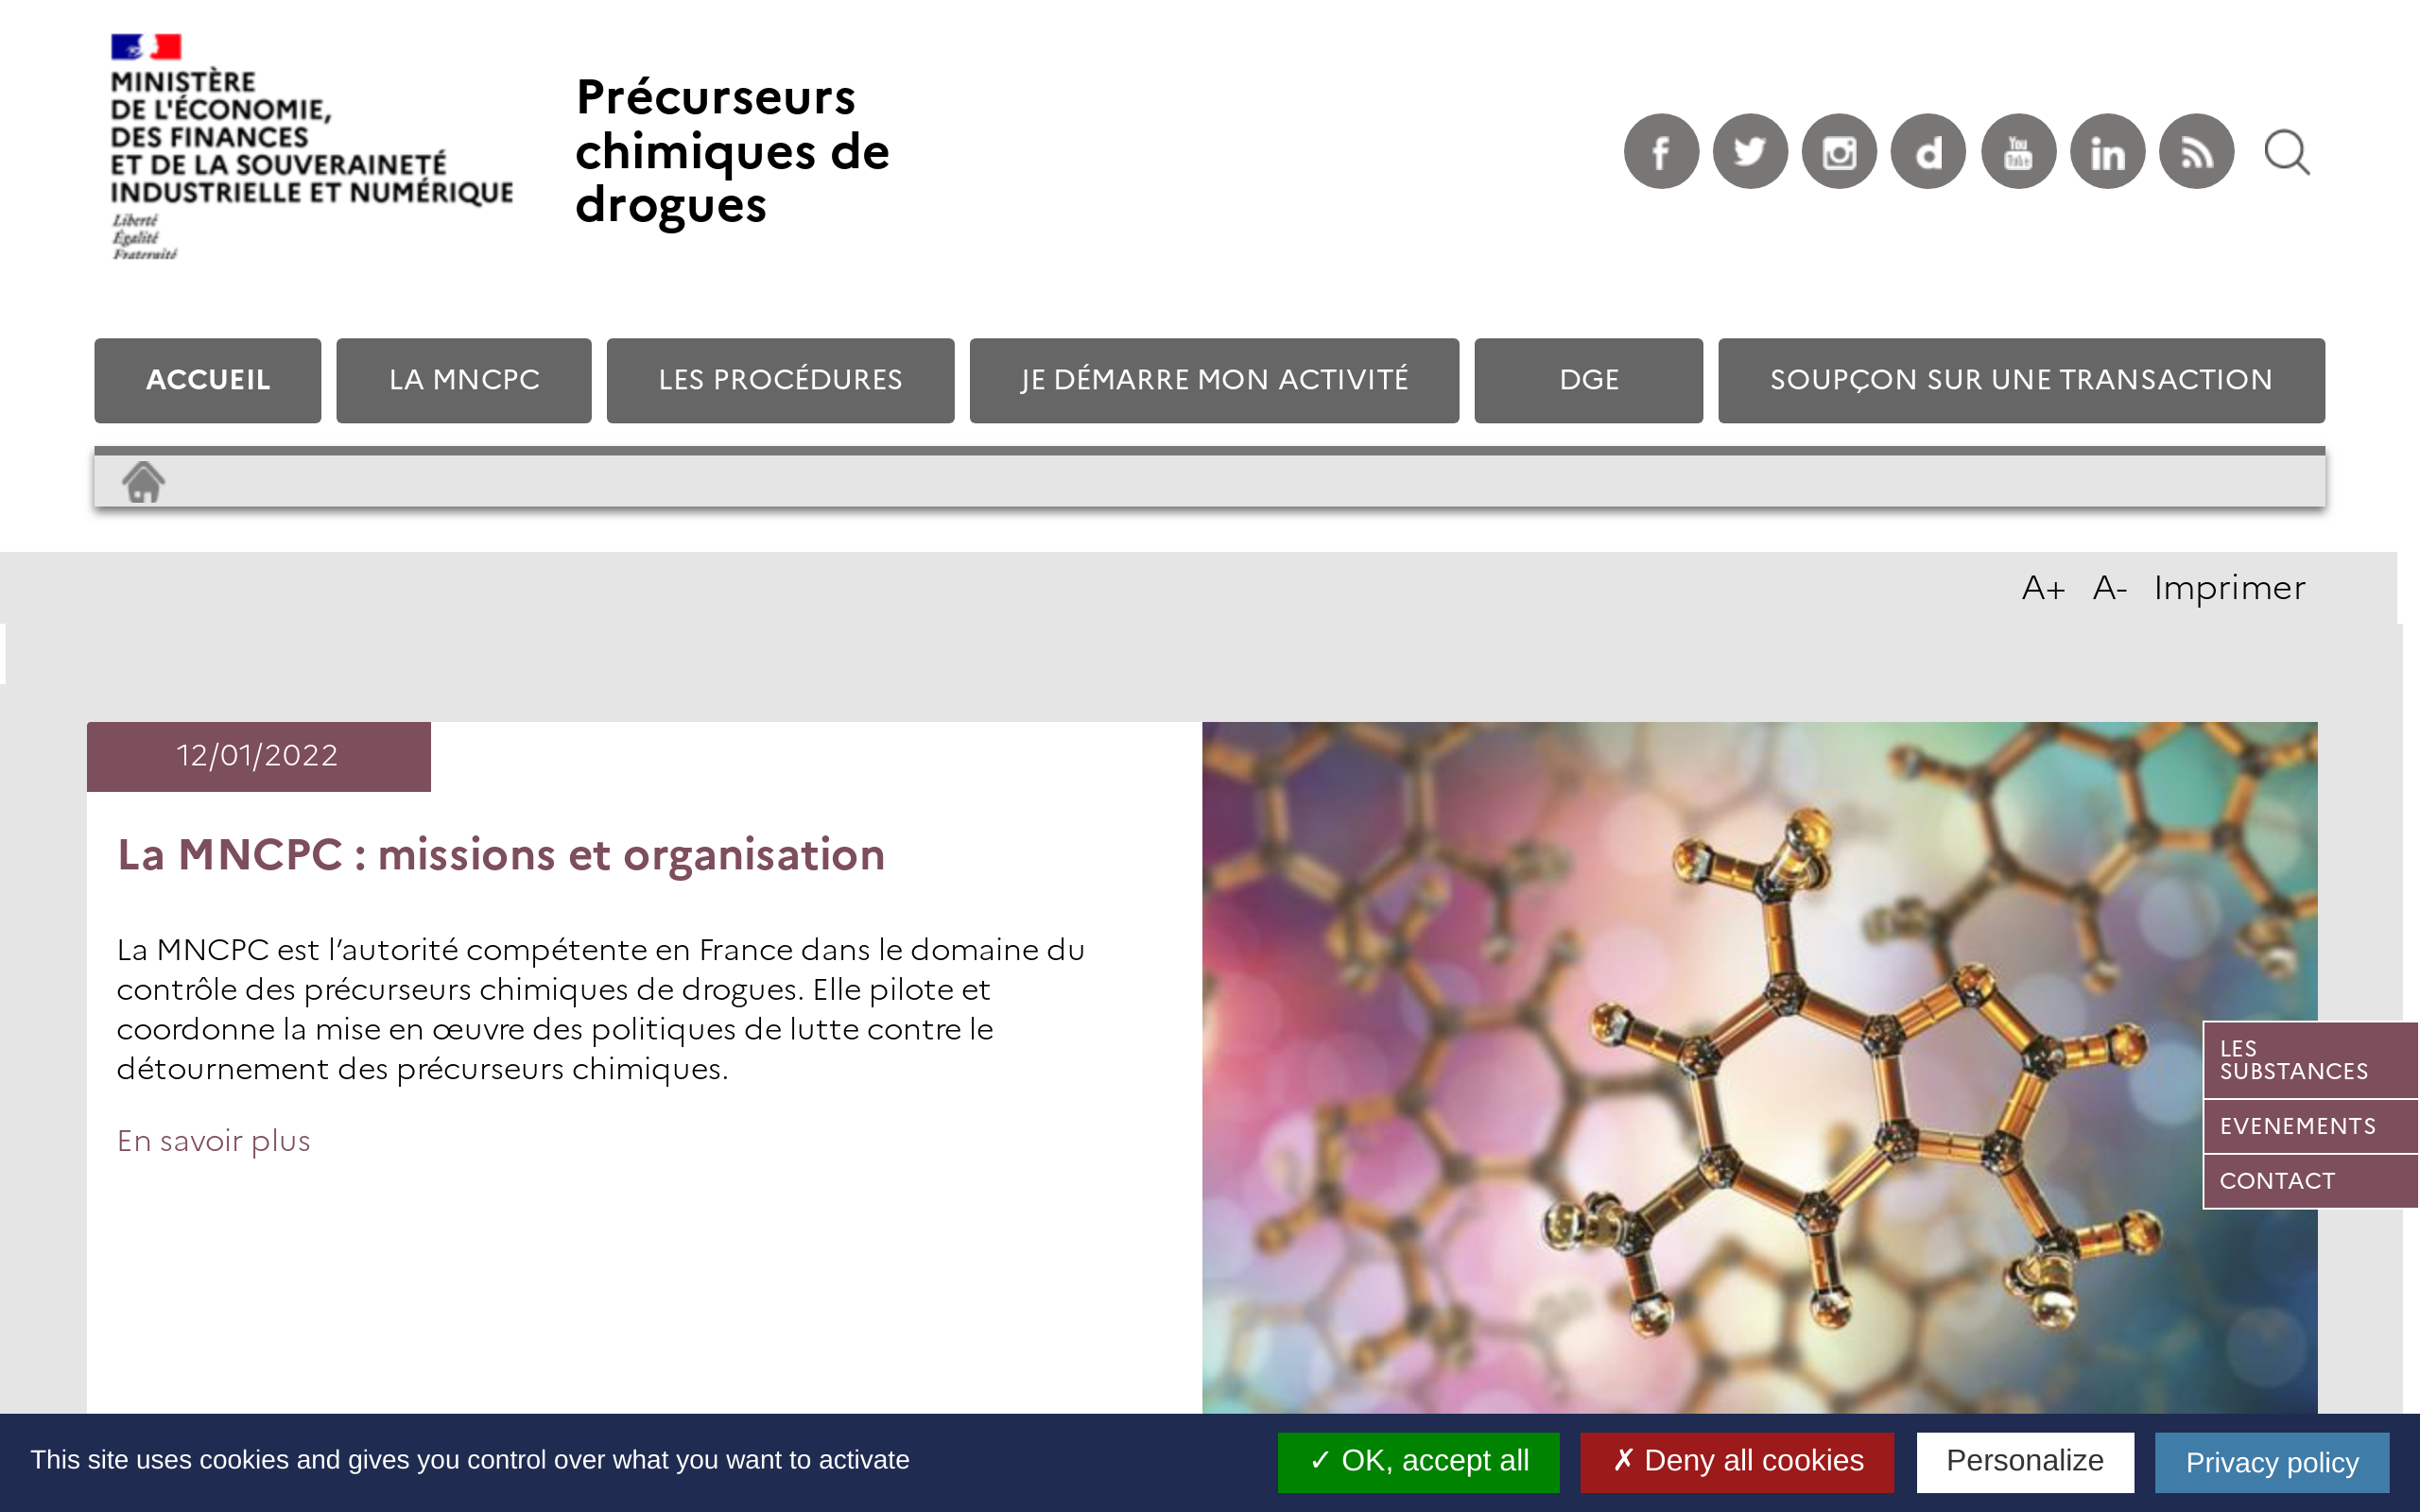 MINISTÈRE
DE L'ÉCONOMIE,
DES FINANCES
ET DE LA SOUVERAINETÉ
INDUSTRIELLE ET NUMÉRIQUE
Liberté
Égalité
Fraternité
Précurseurs
chimiques de
drogues
You
Tube
ACCUEIL
LA MNCPC
LES PROCÉDURES
JE DÉMARRE MON ACTIVITÉ
DGE
SOUPÇON SUR UNE TRANSACTION
A+ A- Imprimer
12/01/2022
La MNCPC : missions et organisation
La MNCPC est l’autorité compétente en France dans le domaine du
contrôle des précurseurs chimiques de drogues. Elle pilote et
coordonne la mise en œuvre des politiques de lutte contre le
détournement des précurseurs chimiques.
En savoir plus
LES
SUBSTANCES
EVENEMENTS
CONTACT
This site uses cookies and gives you control over what you want to activate
✓ OK, accept all
✗ Deny all cookies
Personalize
Privacy policy